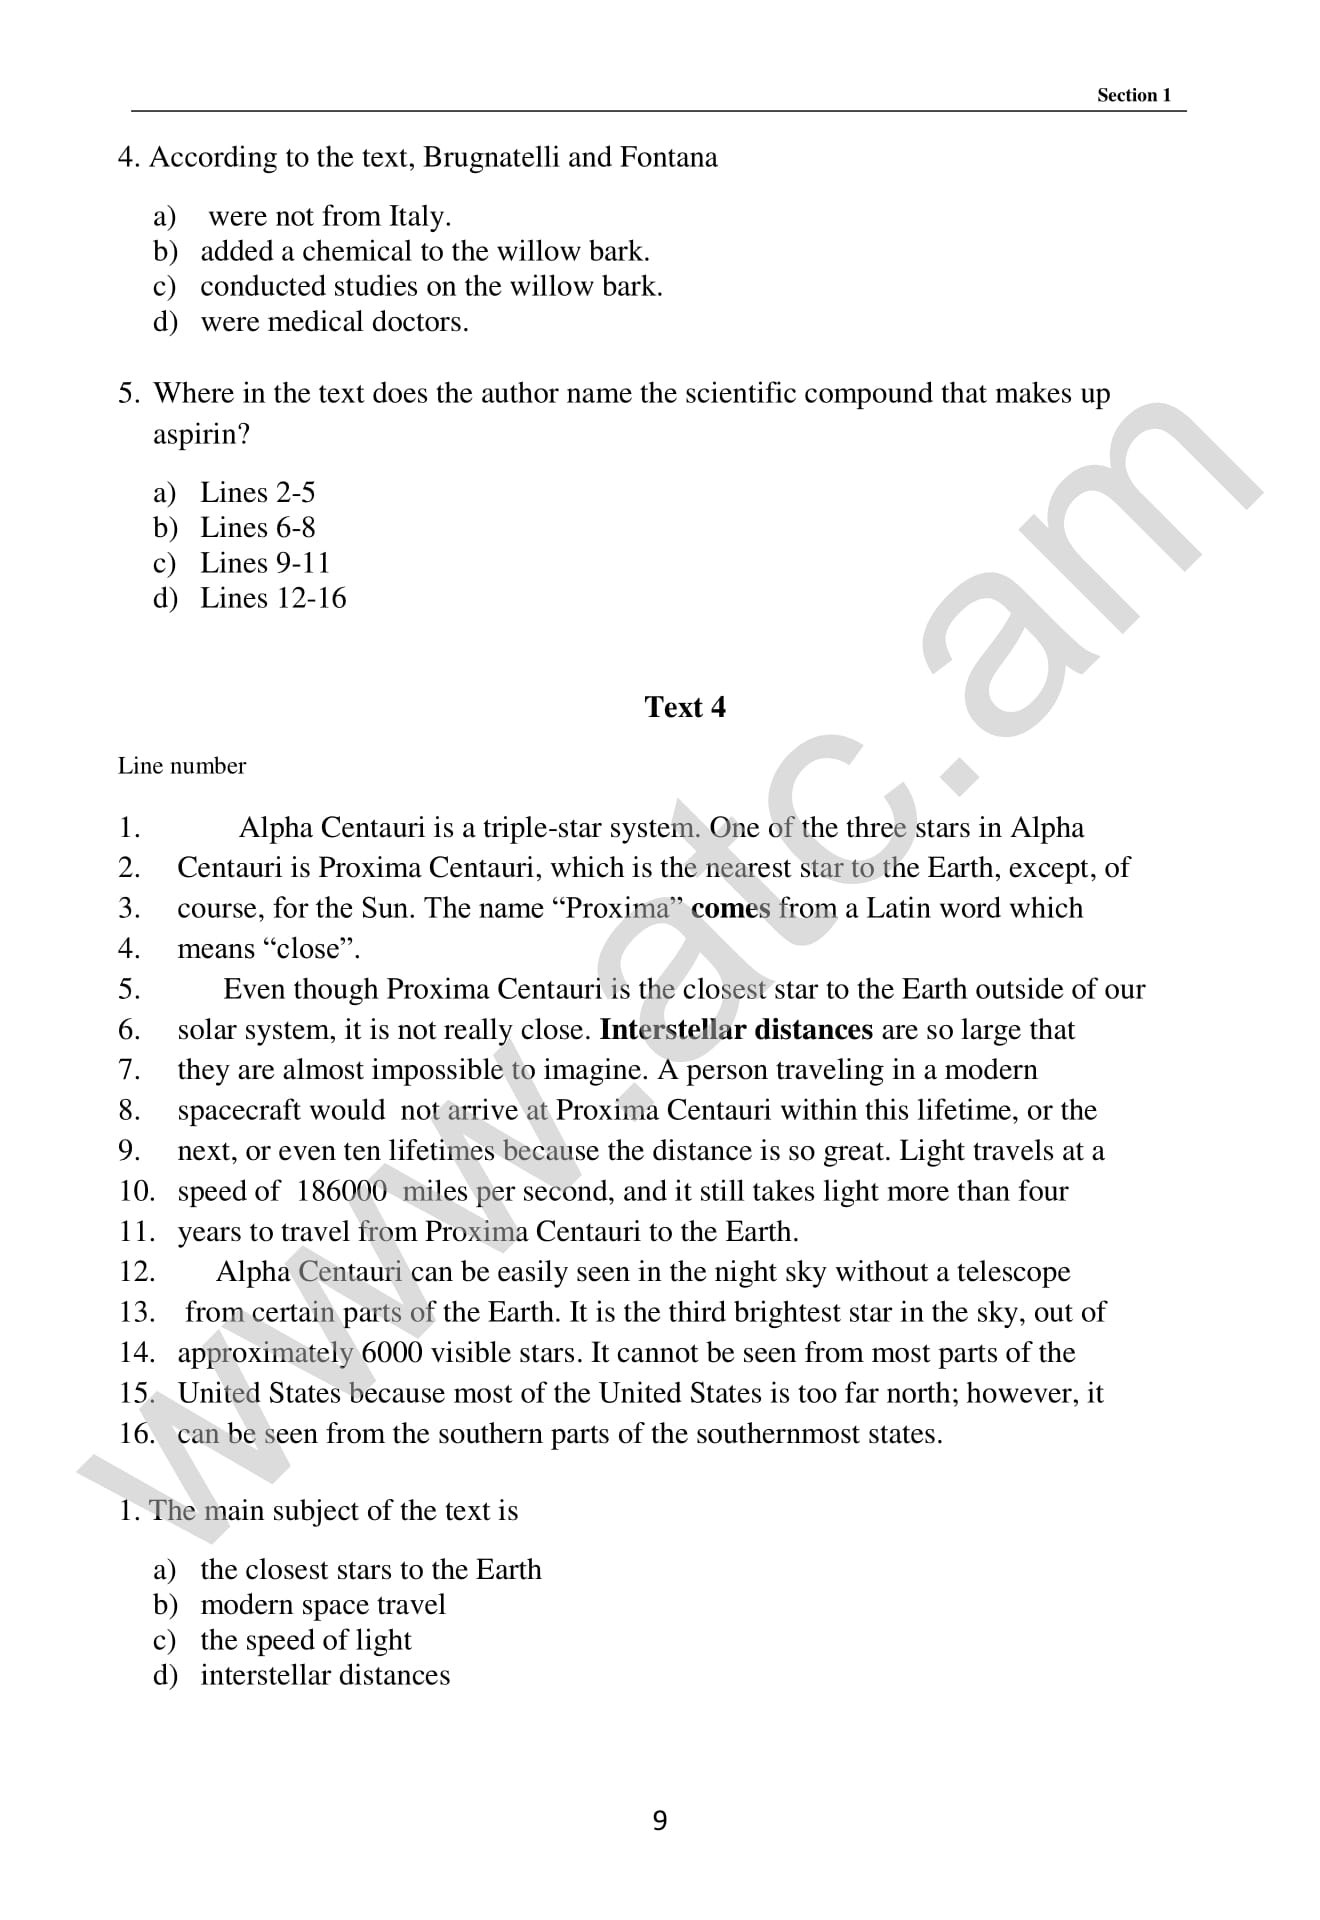 Section 1
4. According to the text, Brugnatelli and Fontana
a) were not from Italy.
b) added a chemical to the willow bark.
c) conducted studies on the willow bark.
d) were medical doctors.
5. Where in the text does the author name the scientific compound that makes up
aspirin?
a) Lines 2-5
b) Lines 6-8
c) Lines 9-11
d) Lines 12-16
Text 4
Line number
1. Alpha Centauri is a triple-star system. One of the three stars in Alpha
2. Centauri is Proxima Centauri, which is the nearest star to the Earth, except, of
3. course, for the Sun. The name “Proxima” comes from a Latin word which
4. means “close”.
5. Even though Proxima Centauri is the closest star to the Earth outside of our
6. solar system, it is not really close. Interstellar distances are so large that
7. they are almost impossible to imagine. A person traveling in a modern
8. spacecraft would not arrive at Proxima Centauri within this lifetime, or the
9. next, or even ten lifetimes because the distance is so great. Light travels at a
10. speed of 186000 miles per second, and it still takes light more than four
11. years to travel from Proxima Centauri to the Earth.
12. Alpha Centauri can be easily seen in the night sky without a telescope
13. from certain parts of the Earth. It is the third brightest star in the sky, out of
14. approximately 6000 visible stars. It cannot be seen from most parts of the
15. United States because most of the United States is too far north; however, it
16. can be seen from the southern parts of the southernmost states.
1. The main subject of the text is
a) the closest stars to the Earth
b) modern space travel
c) the speed of light
d) interstellar distances
9
www.atc.am